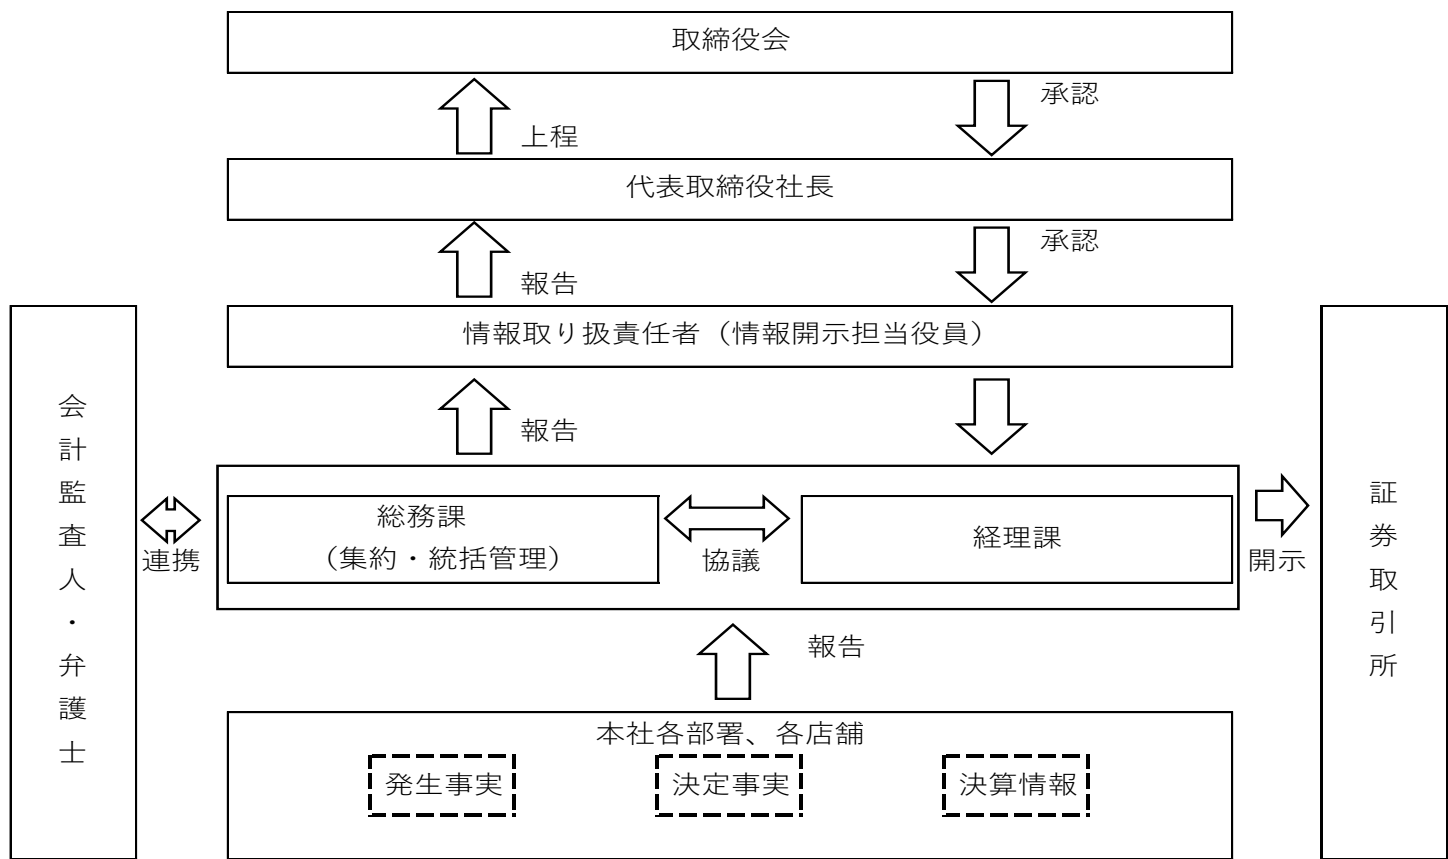 取締役会
承認
上程
代表取締役社長
承認
報告
情報取り扱責任者（情報開示担当役員）
報告
会計監査人・弁護士
連携
総務課
（集約・統括管理）
協議
経理課
開示
証券取引所
報告
本社各部署、各店舗
発生事実
決定事実
決算情報